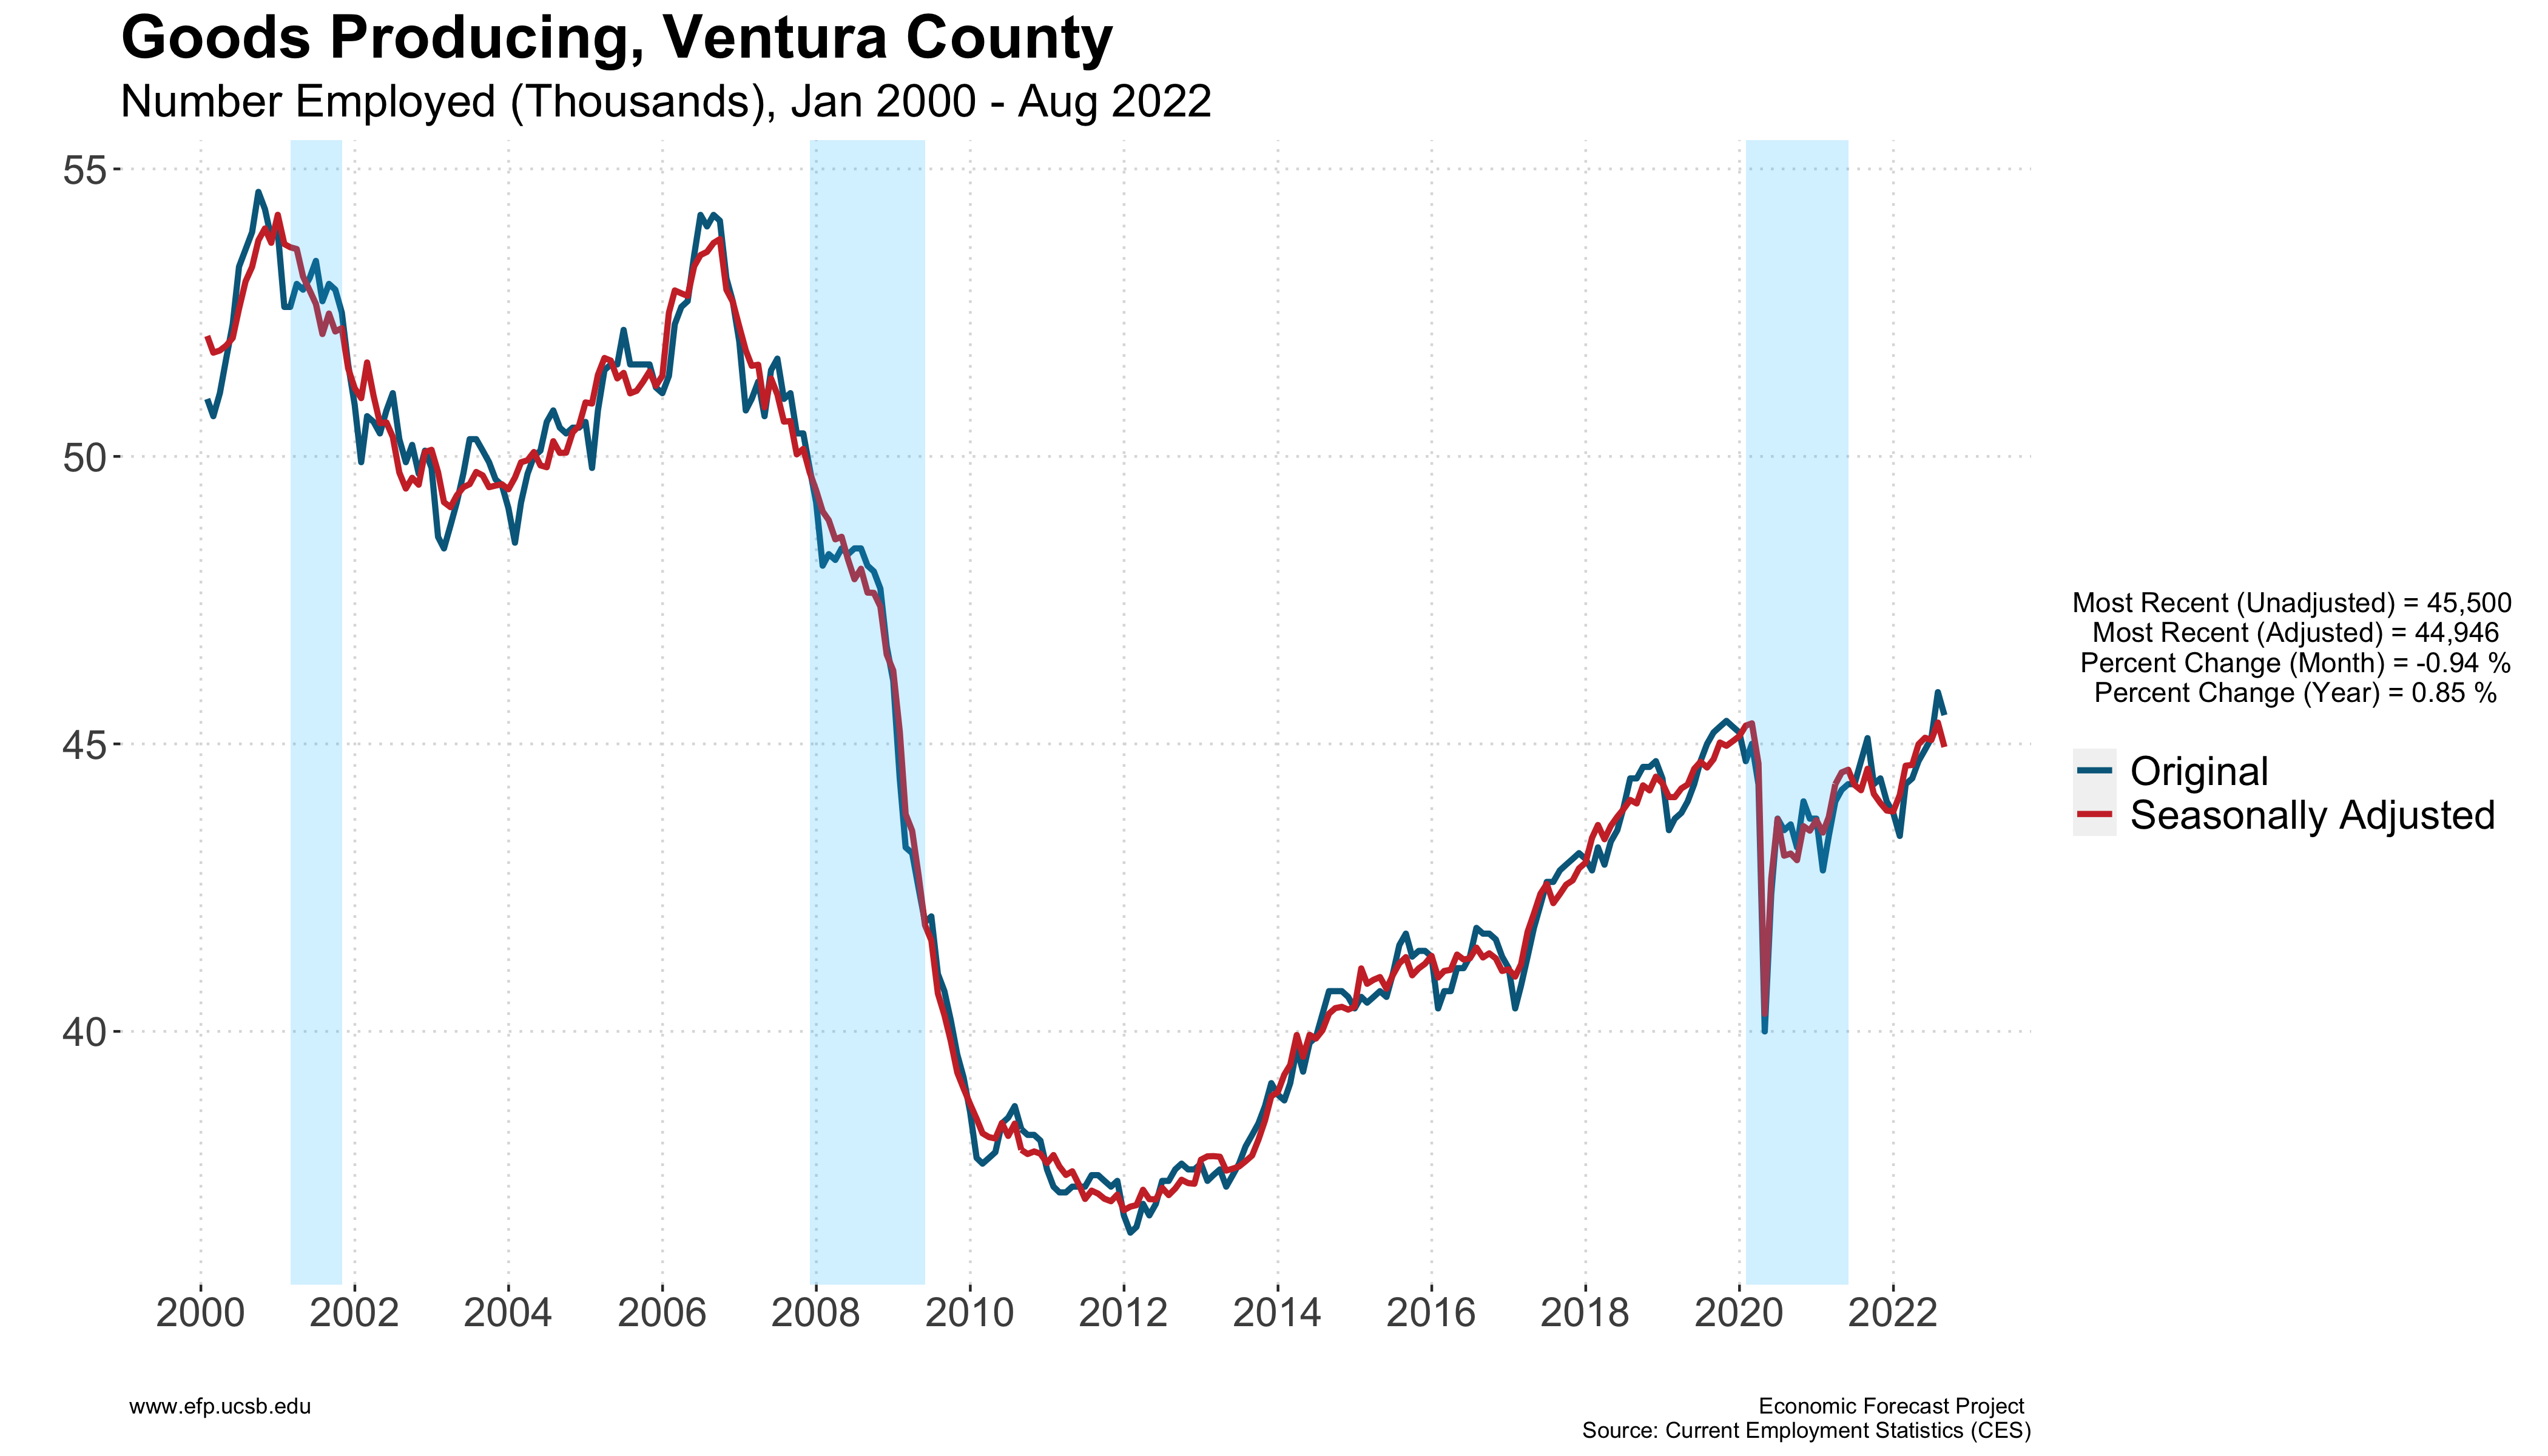 Goods Producing, Ventura County
Number Employed (Thousands), Jan 2000 - Aug 2022
55
50
45
40
2000 2002 2004 2006 2008 2010 2012 2014 2016 2018 2020 2022
Most Recent (Unadjusted) = 45,500
Most Recent (Adjusted) = 44,946
Percent Change (Month) = -0.94 %
Percent Change (Year) = 0.85 %
Original
Seasonally Adjusted
www.efp.ucsb.edu
Economic Forecast Project
Source: Current Employment Statistics (CES)